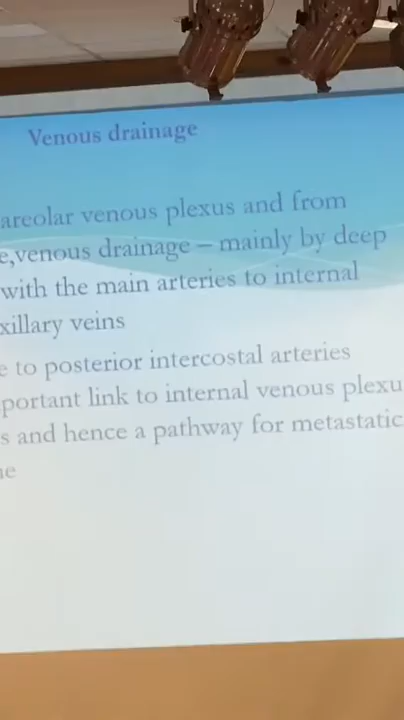 Venous drainage
areolar venous plexus and from
e,venous drainage – mainly by deep
with the main arteries to internal
xillary veins
e to posterior intercostal arteries
portant link to internal venous plexu
s and hence a pathway for metastatic
ne